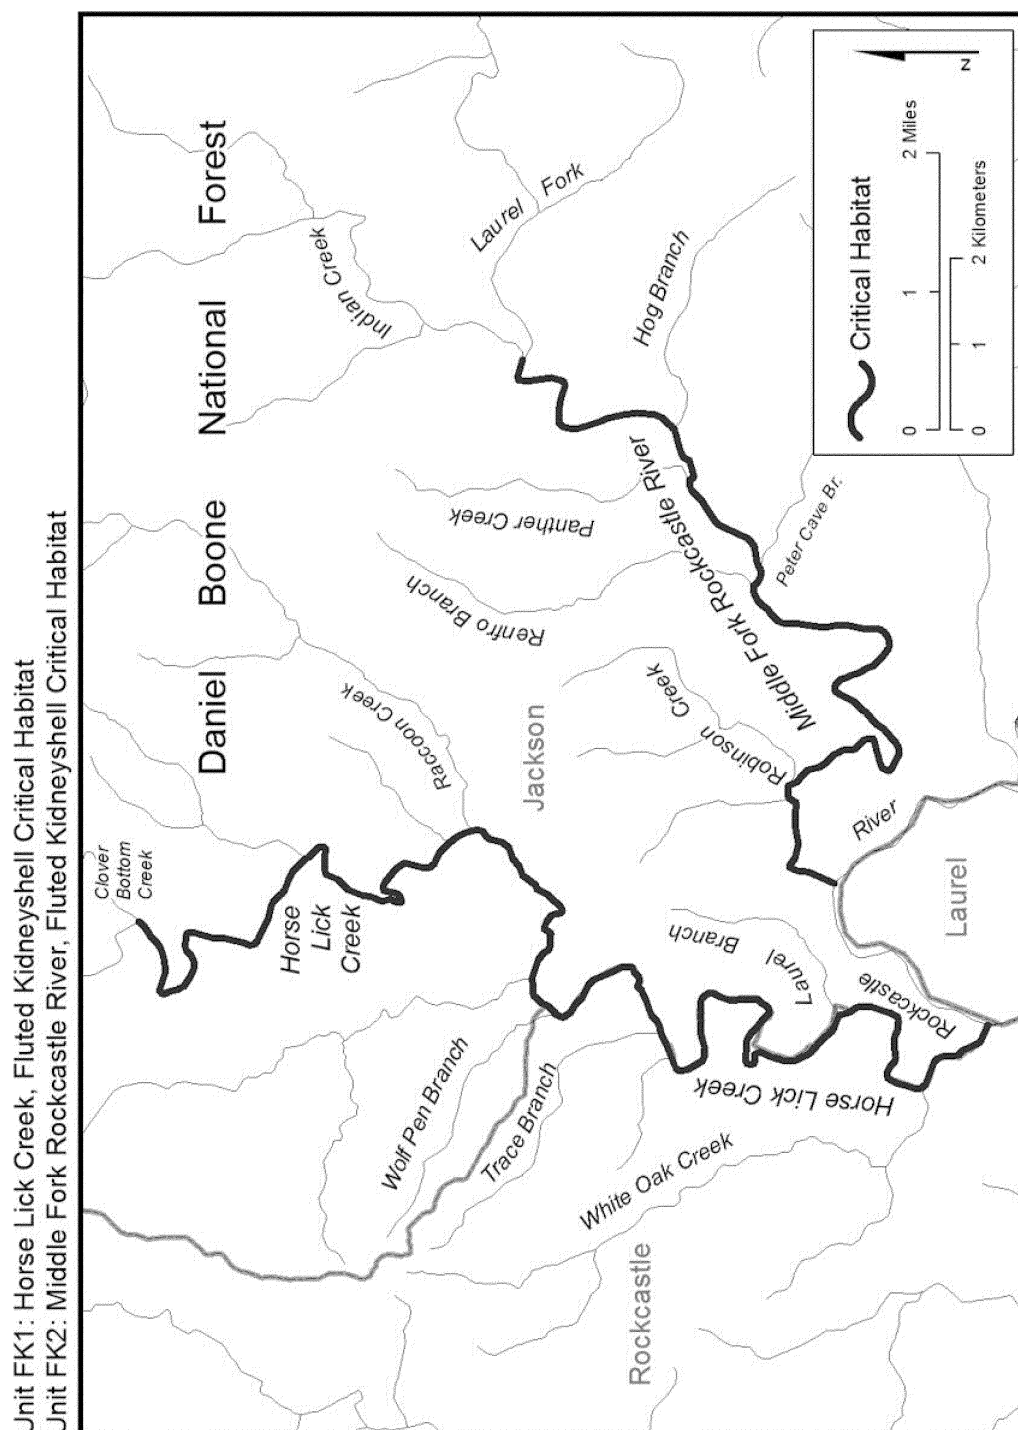 Unit FK1: Horse Lick Creek, Fluted Kidneyshell Critical Habitat
Unit FK2: Middle Fork Rockcastle River, Fluted Kidneyshell Critical Habitat
Clover
Bottom
Creek
Daniel Boone National Forest
Horse
Lick
Creek
Indian Creek
Raccoon Creek
Wolf Pen Branch
Trace Branch
Renfro Branch
Panther Creek
Laurel Fork
Jackson
White Oak Creek
Rockcastle
Hog Branch
Laurel Branch
Robinson Creek
Middle Fork Rockcastle River
Horse Lick Creek
Peter Cave Br.
Rockcastle River
Laurel
Critical Habitat
0 1 2 Miles
0 1 2 Kilometers
N